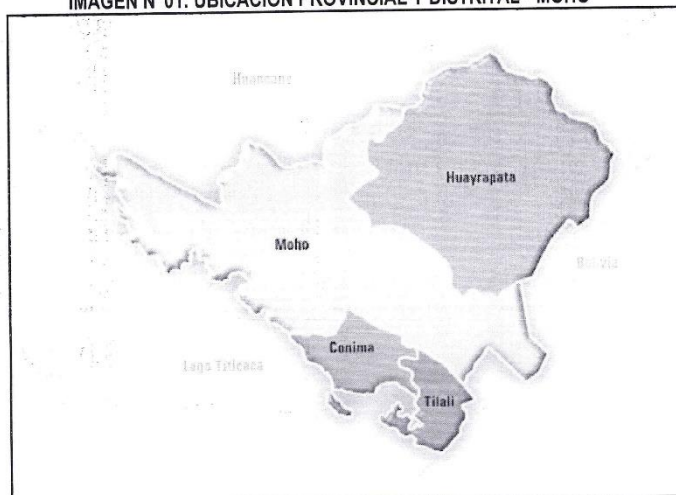 IMAGEN N° 01: UBICACIÓN PROVINCIAL Y DISTRITAL - MOHO
Huancane
Huayrapata
Moho
Bolivia
Conima
Lago Titicaca
Tilali